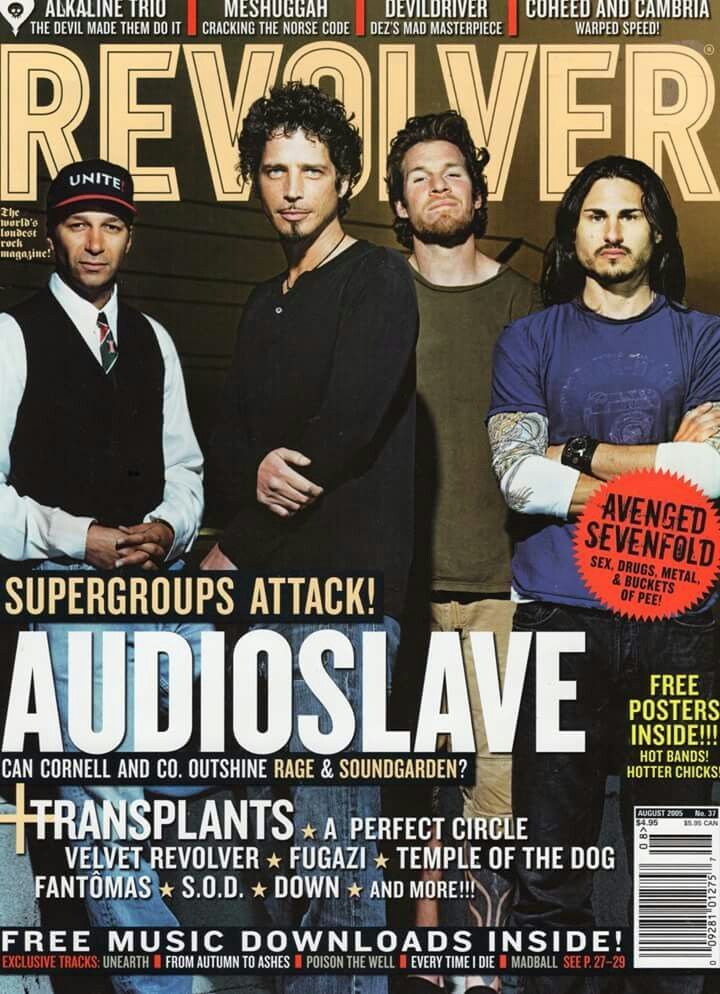 ALKALINE TRIO
THE DEVIL MADE THEM DO IT
MESHUGGAH
CRACKING THE NORSE CODE
DEVILDRIVER
DEZ'S MAD MASTERPIECE
COHEED AND CAMBRIA
WARPED SPEED!
REVOLVER®
The
world's
loudest
rock
magazine!
UNITE
AVENGED
SEVENFOLD
SEX, DRUGS, METAL,
& BUCKETS
OF PEE!
SUPERGROUPS ATTACK!
AUDIOSLAVE
CAN CORNELL AND CO. OUTSHINE RAGE & SOUNDGARDEN?
FREE
POSTERS
INSIDE!!!
HOT BANDS!
HOTTER CHICKS!
+TRANSPLANTS ★ A PERFECT CIRCLE
VELVET REVOLVER ★ FUGAZI ★ TEMPLE OF THE DOG
FANTÔMAS ★ S.O.D. ★ DOWN ★ AND MORE!!!
AUGUST 2005 No. 37
$4.95 $5.95 CAN
08>
0 09281 01275 7
FREE MUSIC DOWNLOADS INSIDE!
EXCLUSIVE TRACKS: UNEARTH FROM AUTUMN TO ASHES POISON THE WELL EVERY TIME I DIE MADBALL SEE P. 27-29